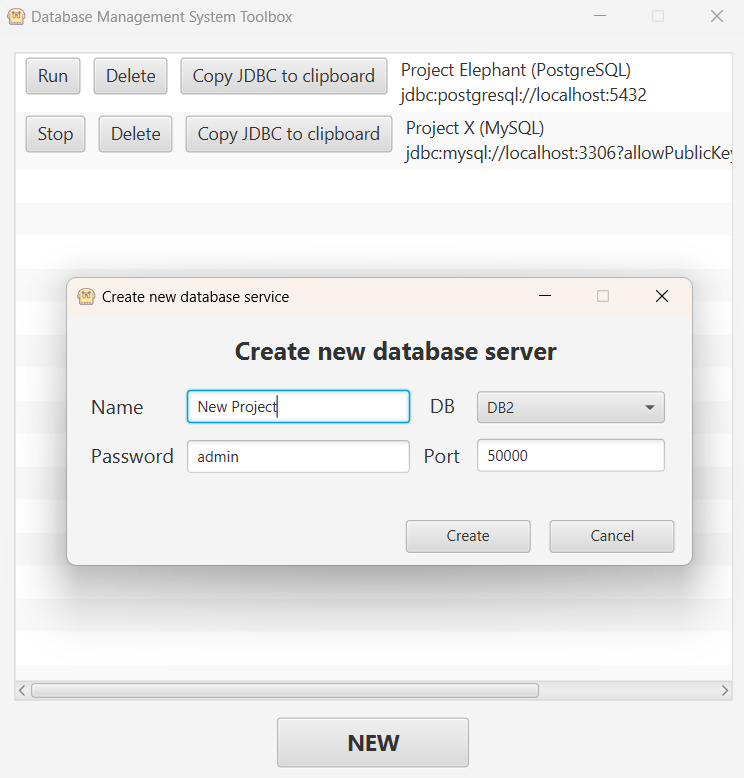 Database Management System Toolbox
Run Delete Copy JDBC to clipboard Project Elephant (PostgreSQL)
jdbc:postgresql://localhost:5432
Stop Delete Copy JDBC to clipboard Project X (MySQL)
jdbc:mysql://localhost:3306?allowPublicKey
Create new database service
Create new database server
Name New Project DB DB2
Password admin Port 50000
Create Cancel
NEW